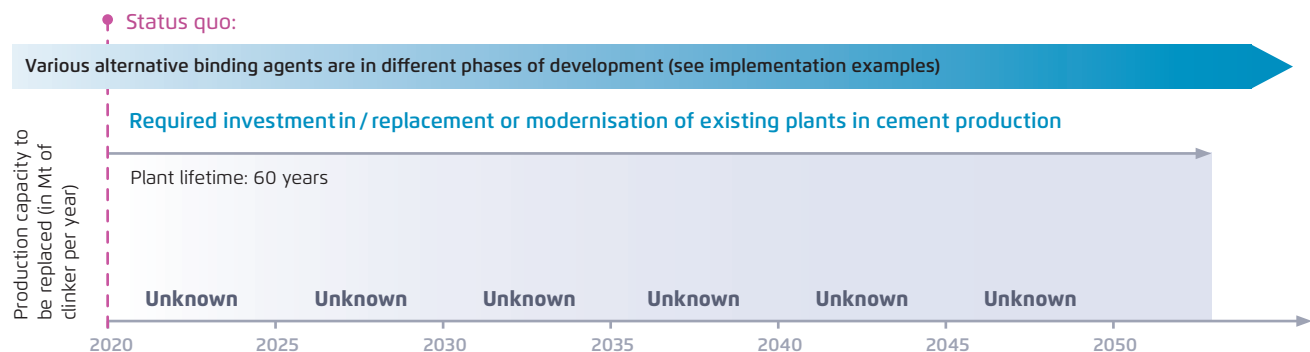 Status quo:
Various alternative binding agents are in different phases of development (see implementation examples)
Required investment in / replacement or modernisation of existing plants in cement production
Production capacity to
be replaced (in Mt of
clinker per year)
Plant lifetime: 60 years
Unknown Unknown Unknown Unknown Unknown Unknown
2020 2025 2030 2035 2040 2045 2050